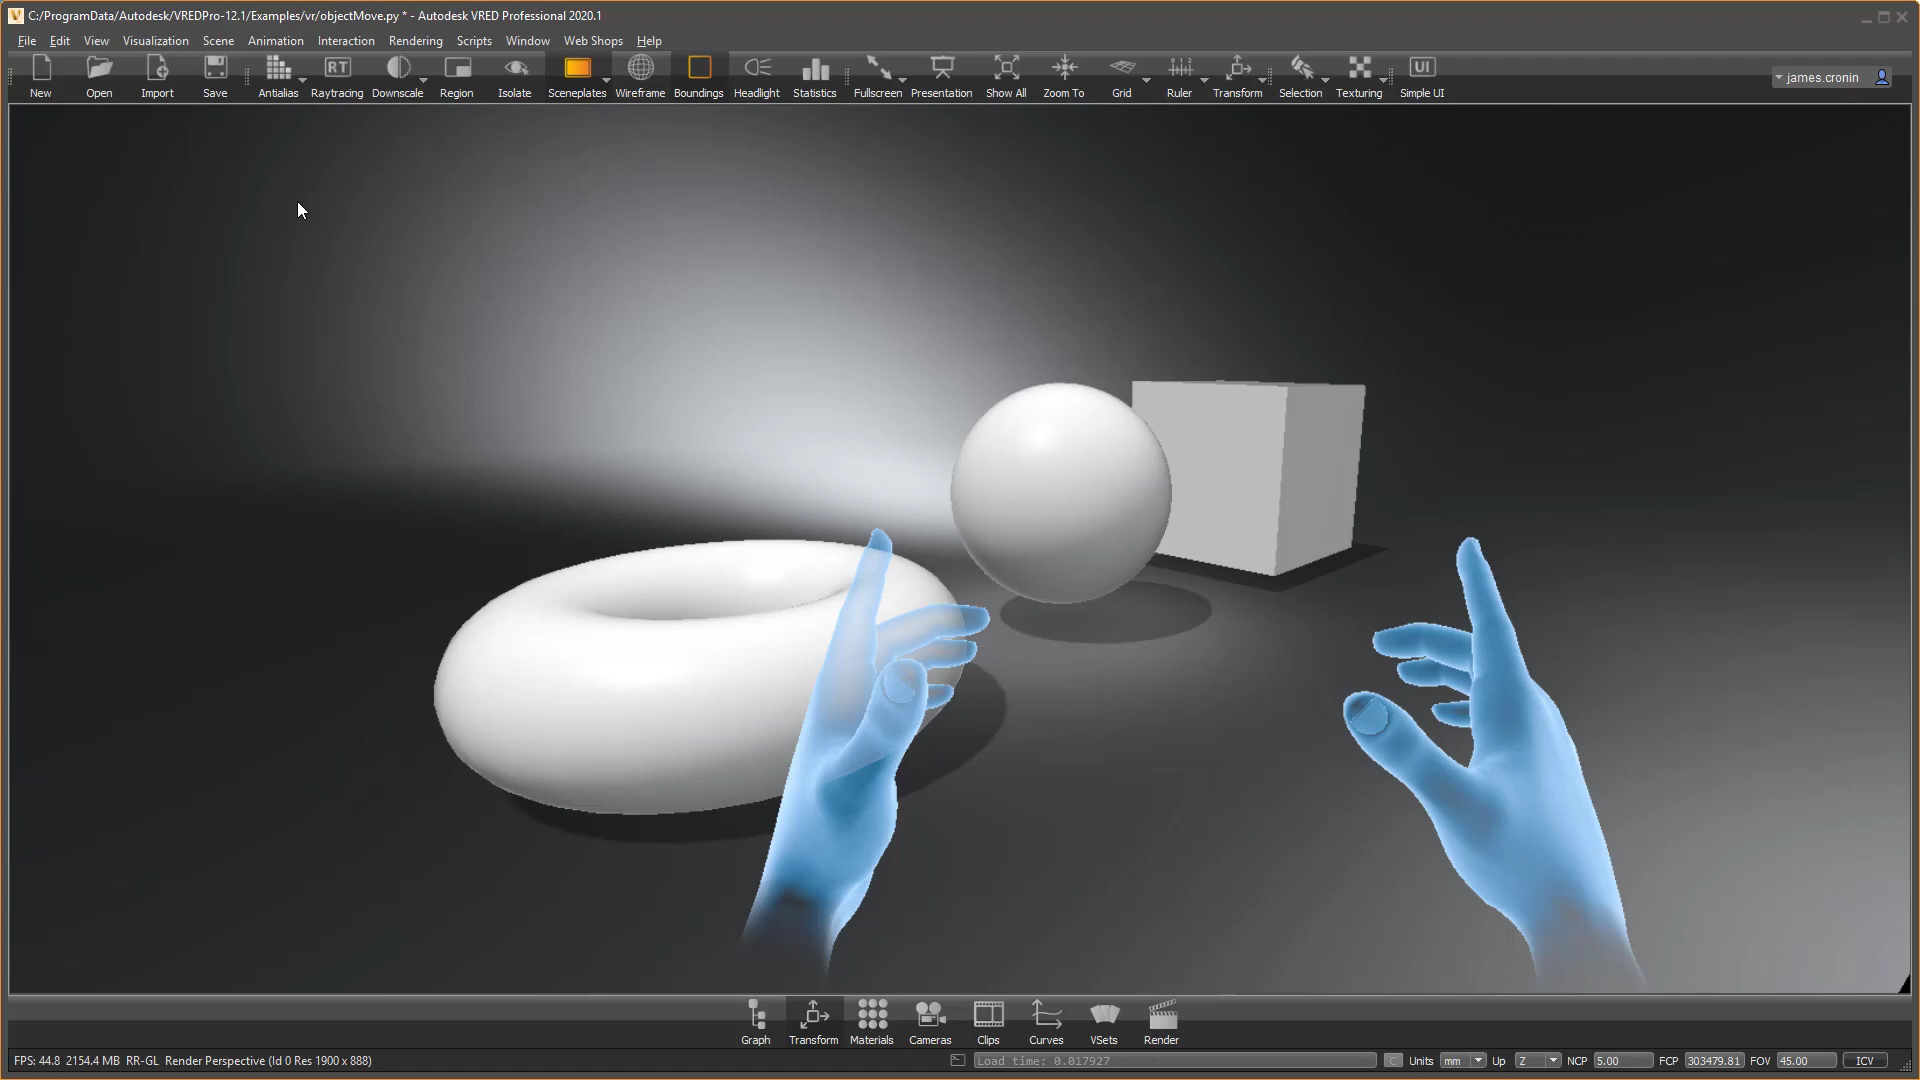 C:/ProgramData/Autodesk/VREDPro-12.1/Examples/vr/objectMove.py * - Autodesk VRED Professional 2020.1
File Edit View Visualization Scene Animation Interaction Rendering Scripts Window Web Shops Help
RT UI
New Open Import Save Antialias Raytracing Downscale Region Isolate Sceneplates Wireframe Boundings Headlight Statistics Fullscreen Presentation Show All Zoom To Grid Ruler Transform Selection Texturing Simple UI
james.cronin
Graph Transform Materials Cameras Clips Curves VSets Render
FPS: 44.8 2154.4 MB RR-GL Render Perspective (Id 0 Res 1900 x 888) Load time: 0.017927 C Units mm Up Z NCP 5.00 FCP 303479.81 FOV 45.00 ICV